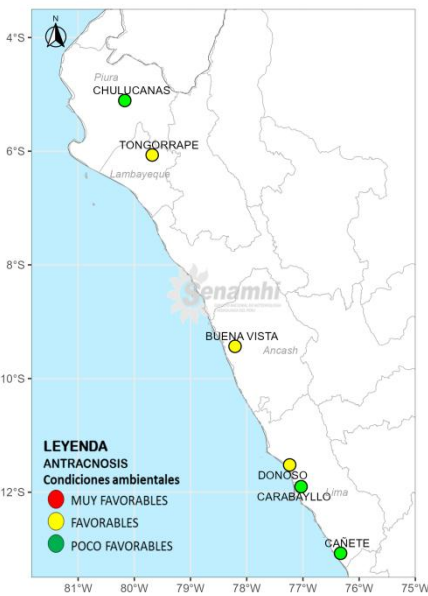 N
4°S
Piura
CHULUCANAS
TONGORRAPE
6°S
Lambayeque
8°S
Senamhi
BUENA VISTA
Ancash
10°S
LEYENDA
ANTRACNOSIS
Condiciones ambientales
MUY FAVORABLES
FAVORABLES
POCO FAVORABLES
DONOSO
CARABAYLLO
Lima
12°S
CAÑETE
81°W 80°W 79°W 78°W 77°W 76°W 75°W